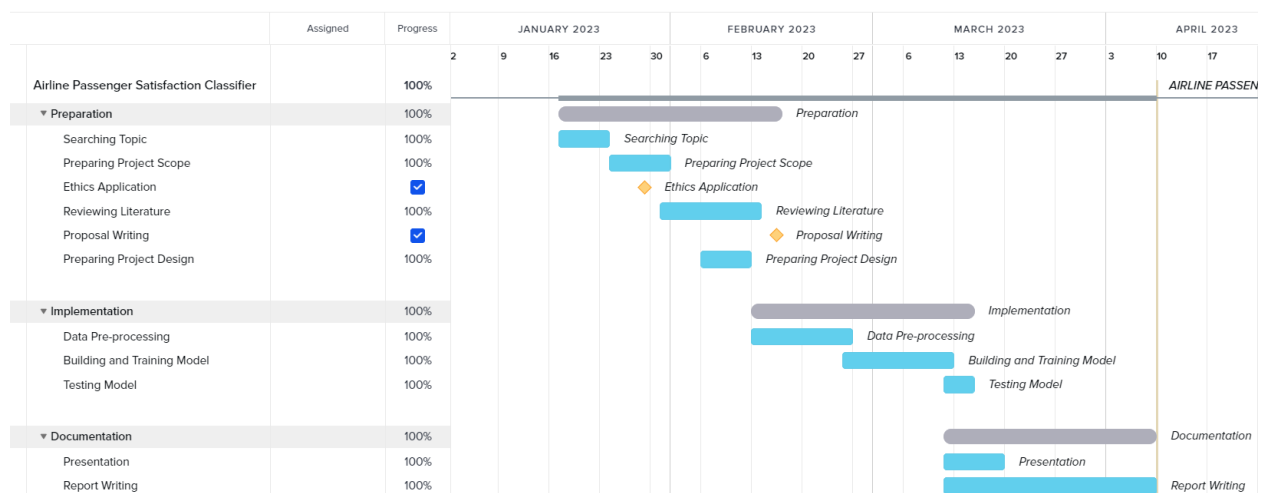 Assigned Progress JANUARY 2023 FEBRUARY 2023 MARCH 2023 APRIL 2023
2 9 16 23 30 6 13 20 27 6 13 20 27 3 10 17
Airline Passenger Satisfaction Classifier 100% AIRLINE PASSEN
Preparation 100% Preparation
Searching Topic 100% Searching Topic
Preparing Project Scope 100% Preparing Project Scope
Ethics Application Ethics Application
Reviewing Literature 100% Reviewing Literature
Proposal Writing Proposal Writing
Preparing Project Design 100% Preparing Project Design
Implementation 100% Implementation
Data Pre-processing 100% Data Pre-processing
Building and Training Model 100% Building and Training Model
Testing Model 100% Testing Model
Documentation 100% Documentation
Presentation 100% Presentation
Report Writing 100% Report Writing